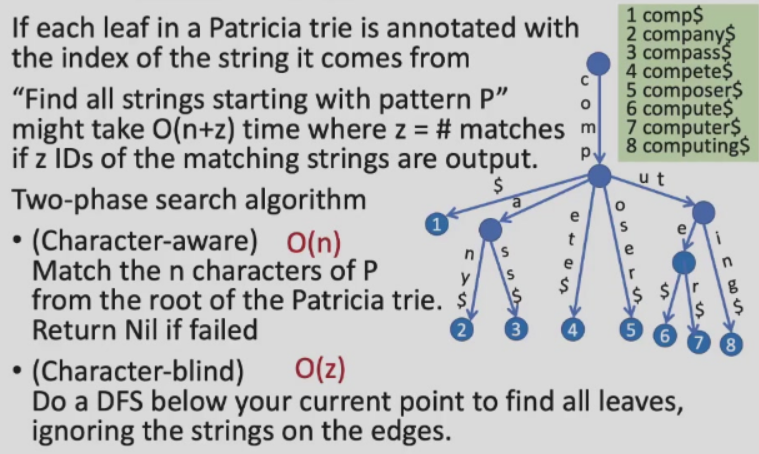 If each leaf in a Patricia trie is annotated with
the index of the string it comes from
“Find all strings starting with pattern P”
might take O(n+z) time where z = # matches
if z IDs of the matching strings are output.
Two-phase search algorithm
• (Character-aware) O(n)
Match the n characters of P
from the root of the Patricia trie.
Return Nil if failed
• (Character-blind) O(z)
Do a DFS below your current point to find all leaves,
ignoring the strings on the edges.
1 comp$
2 company$
3 compass$
4 compete$
5 composer$
6 compute$
7 computer$
8 computing$
c
o
m
p
$
a
u t
n
y
$
s
s
$
e
t
e
$
o
s
e
r
$
e
i
n
g
$
$
r
$
1
2
3
4
5
6
7
8